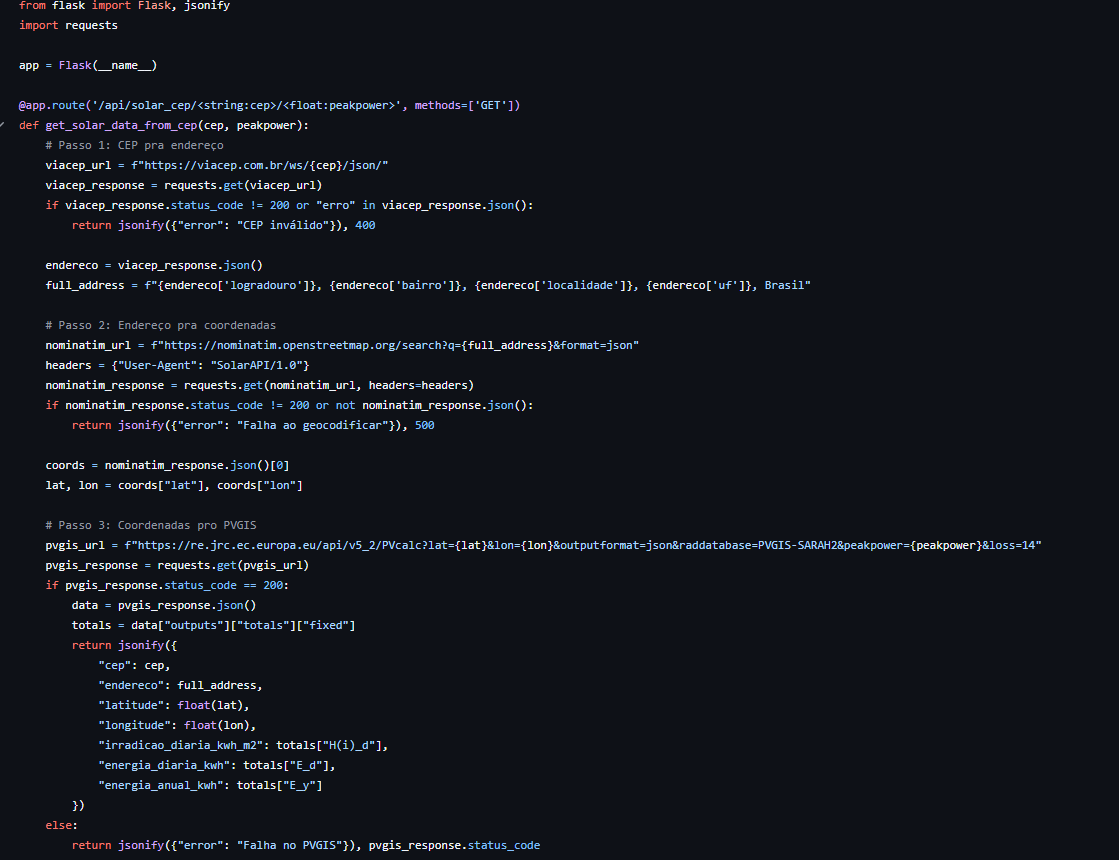 from flask import Flask, jsonify
import requests

app = Flask(__name__)

@app.route('/api/solar_cep/<string:cep>/<float:peakpower>', methods=['GET'])
def get_solar_data_from_cep(cep, peakpower):
    # Passo 1: CEP pra endereço
    viacep_url = f"https://viacep.com.br/ws/{cep}/json/"
    viacep_response = requests.get(viacep_url)
    if viacep_response.status_code != 200 or "erro" in viacep_response.json():
        return jsonify({"error": "CEP inválido"}), 400

    endereco = viacep_response.json()
    full_address = f"{endereco['logradouro']}, {endereco['bairro']}, {endereco['localidade']}, {endereco['uf']}, Brasil"

    # Passo 2: Endereço pra coordenadas
    nominatim_url = f"https://nominatim.openstreetmap.org/search?q={full_address}&format=json"
    headers = {"User-Agent": "SolarAPI/1.0"}
    nominatim_response = requests.get(nominatim_url, headers=headers)
    if nominatim_response.status_code != 200 or not nominatim_response.json():
        return jsonify({"error": "Falha ao geocodificar"}), 500

    coords = nominatim_response.json()[0]
    lat, lon = coords["lat"], coords["lon"]

    # Passo 3: Coordenadas pro PVGIS
    pvgis_url = f"https://re.jrc.ec.europa.eu/api/v5_2/PVcalc?lat={lat}&lon={lon}&outputformat=json&raddatabase=PVGIS-SARAH2&peakpower={peakpower}&loss=14"
    pvgis_response = requests.get(pvgis_url)
    if pvgis_response.status_code == 200:
        data = pvgis_response.json()
        totals = data["outputs"]["totals"]["fixed"]
        return jsonify({
            "cep": cep,
            "endereco": full_address,
            "latitude": float(lat),
            "longitude": float(lon),
            "irradicao_diaria_kwh_m2": totals["H(i)_d"],
            "energia_diaria_kwh": totals["E_d"],
            "energia_anual_kwh": totals["E_y"]
        })
    else:
        return jsonify({"error": "Falha no PVGIS"}), pvgis_response.status_code